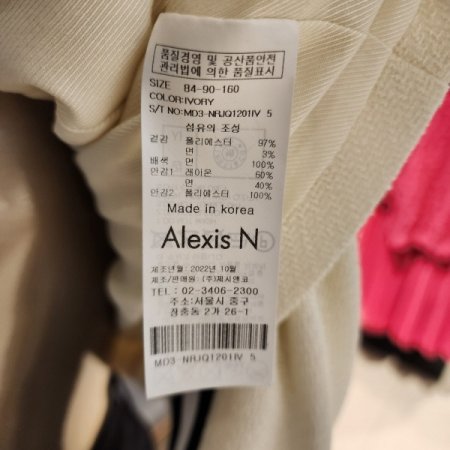 품질경영 및 공산품안전
관리법에 의한 품질표시
SIZE 84-90-160
COLOR:IVORY
S/T NO:MD3-NRJQ1201IV 5
섬유의 조성
겉감 폴리에스터 97%
면 3%
배색 면 100%
안감1 레이온 60%
면 40%
안감2 폴리에스터 100%
Made in korea
Alexis N
제조년월 : 2022년 10월
제조/판매원 : (주)제시앤코
TEL : 02-3406-2300
주소:서울시 중구
장충동 2가 26-1
MD3-NRJQ1201IV 5